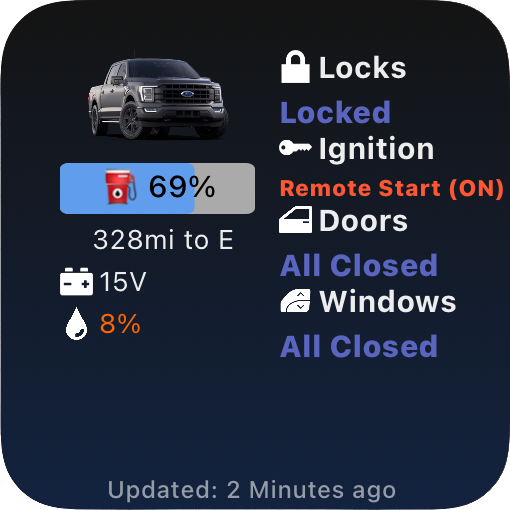 69%
328mi to E
15V
8%
Locks
Locked
Ignition
Remote Start (ON)
Doors
All Closed
Windows
All Closed
Updated: 2 Minutes ago